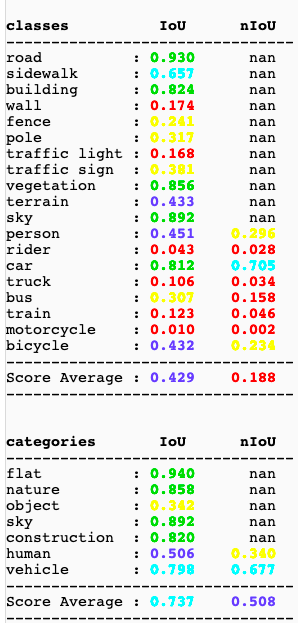 classes IoU nIoU
--------------------------------
road : 0.930 nan
sidewalk : 0.657 nan
building : 0.824 nan
wall : 0.174 nan
fence : 0.241 nan
pole : 0.317 nan
traffic light : 0.168 nan
traffic sign : 0.381 nan
vegetation : 0.856 nan
terrain : 0.433 nan
sky : 0.892 nan
person : 0.451 0.296
rider : 0.043 0.028
car : 0.812 0.705
truck : 0.106 0.034
bus : 0.307 0.158
train : 0.123 0.046
motorcycle : 0.010 0.002
bicycle : 0.432 0.234
--------------------------------
Score Average : 0.429 0.188
--------------------------------
categories IoU nIoU
--------------------------------
flat : 0.940 nan
nature : 0.858 nan
object : 0.342 nan
sky : 0.892 nan
construction : 0.820 nan
human : 0.506 0.340
vehicle : 0.798 0.677
--------------------------------
Score Average : 0.737 0.508
--------------------------------